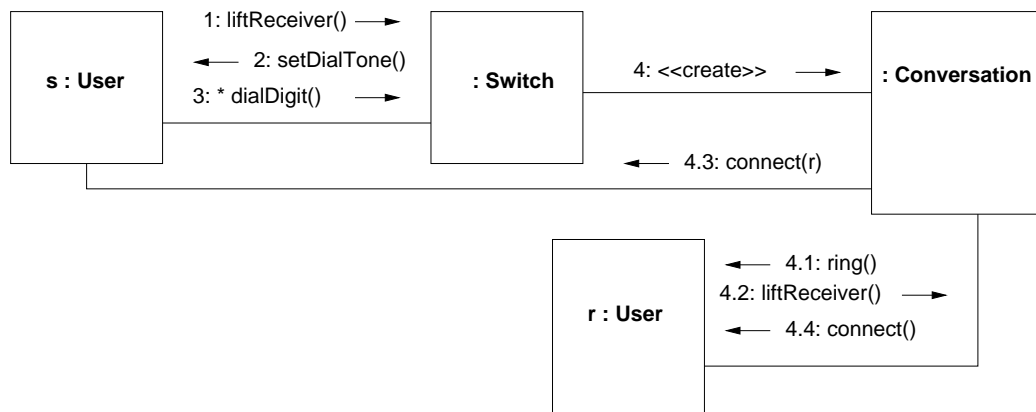 1: liftReceiver()
2: setDialTone()
3: * dialDigit()
s : User
: Switch
4: <<create>>
: Conversation
4.3: connect(r)
4.1: ring()
4.2: liftReceiver()
4.4: connect()
r : User